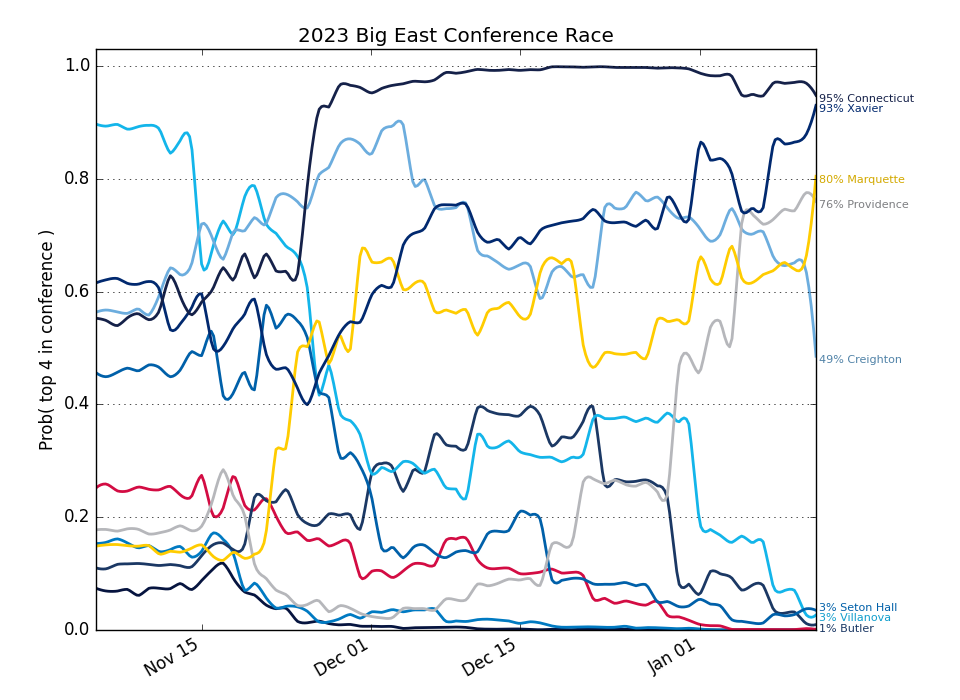 2023 Big East Conference Race
Prob( top 4 in conference )
1.0
0.8
0.6
0.4
0.2
0.0
Nov 15
Dec 01
Dec 15
Jan 01
95% Connecticut
93% Xavier
80% Marquette
76% Providence
49% Creighton
3% Seton Hall
3% Villanova
1% Butler